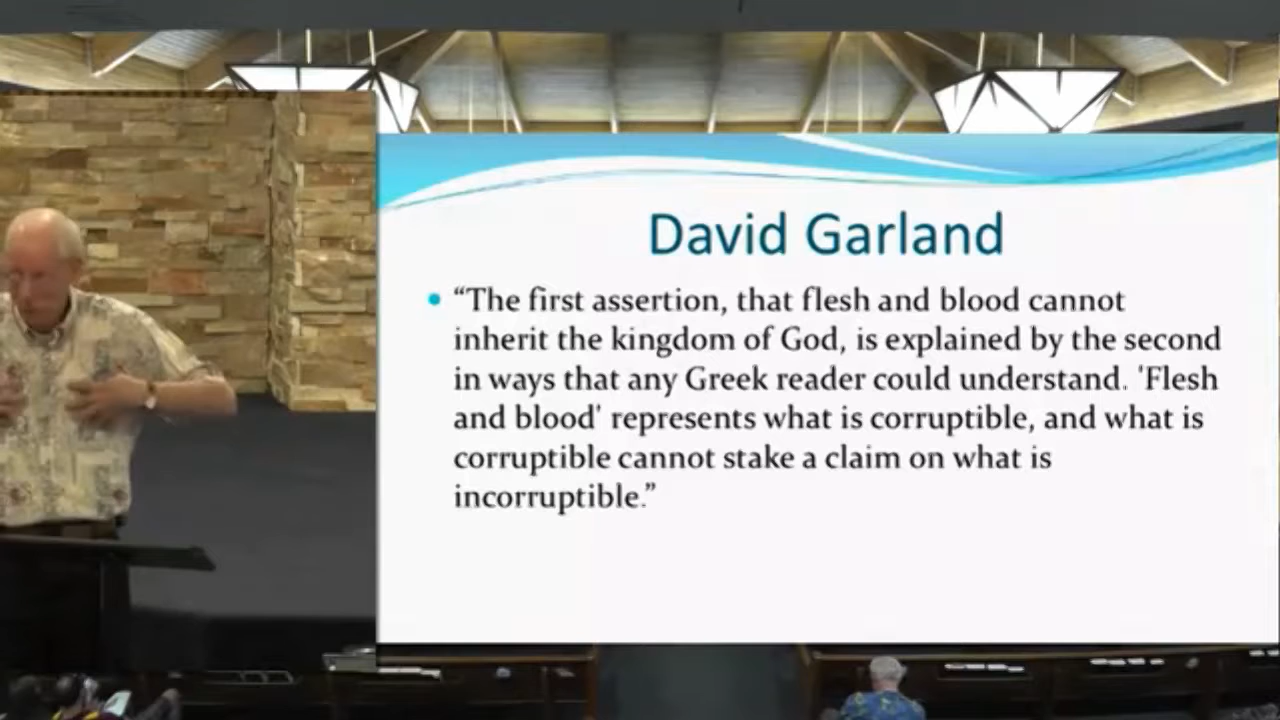 David Garland
• “The first assertion, that flesh and blood cannot
inherit the kingdom of God, is explained by the second
in ways that any Greek reader could understand. 'Flesh
and blood' represents what is corruptible, and what is
corruptible cannot stake a claim on what is
incorruptible.”